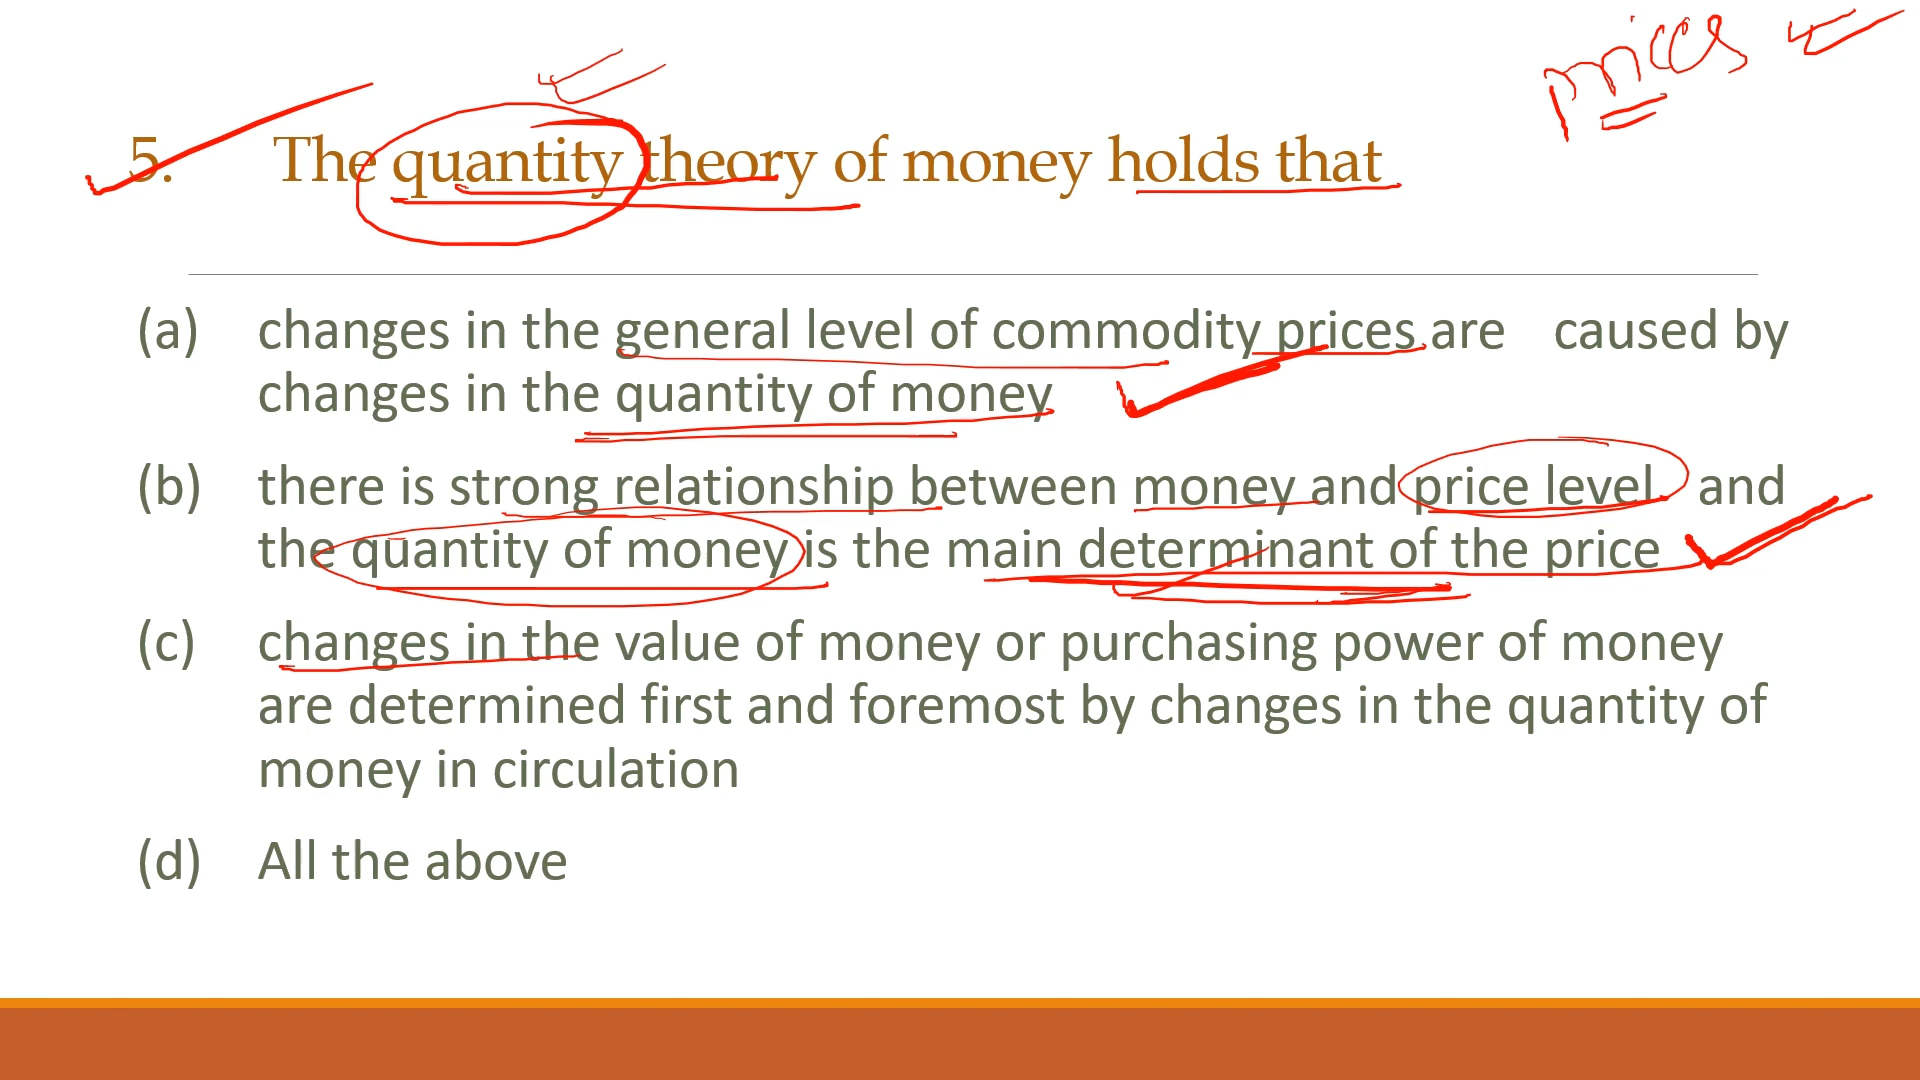 prices
5. The quantity theory of money holds that
(a) changes in the general level of commodity prices are caused by
changes in the quantity of money
(b) there is strong relationship between money and price level and
the quantity of money is the main determinant of the price
(c) changes in the value of money or purchasing power of money
are determined first and foremost by changes in the quantity of
money in circulation
(d) All the above